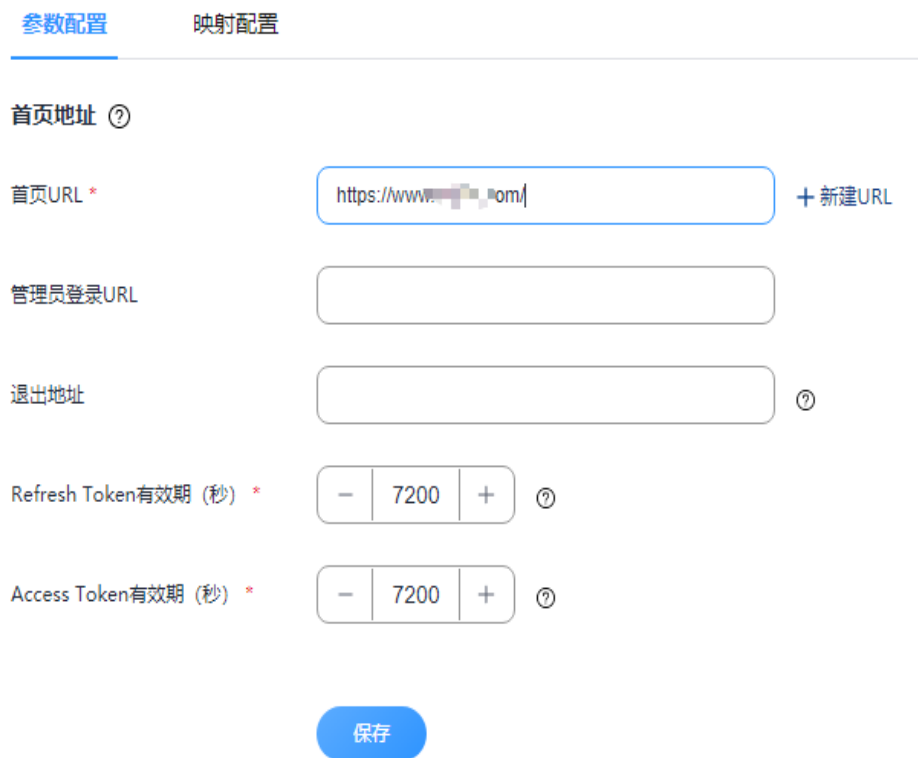 参数配置 映射配置
首页地址 ?
首页URL * https://www. om/ +新建URL
管理员登录URL
退出地址 ?
Refresh Token有效期（秒） * − 7200 + ?
Access Token有效期（秒） * − 7200 + ?
保存